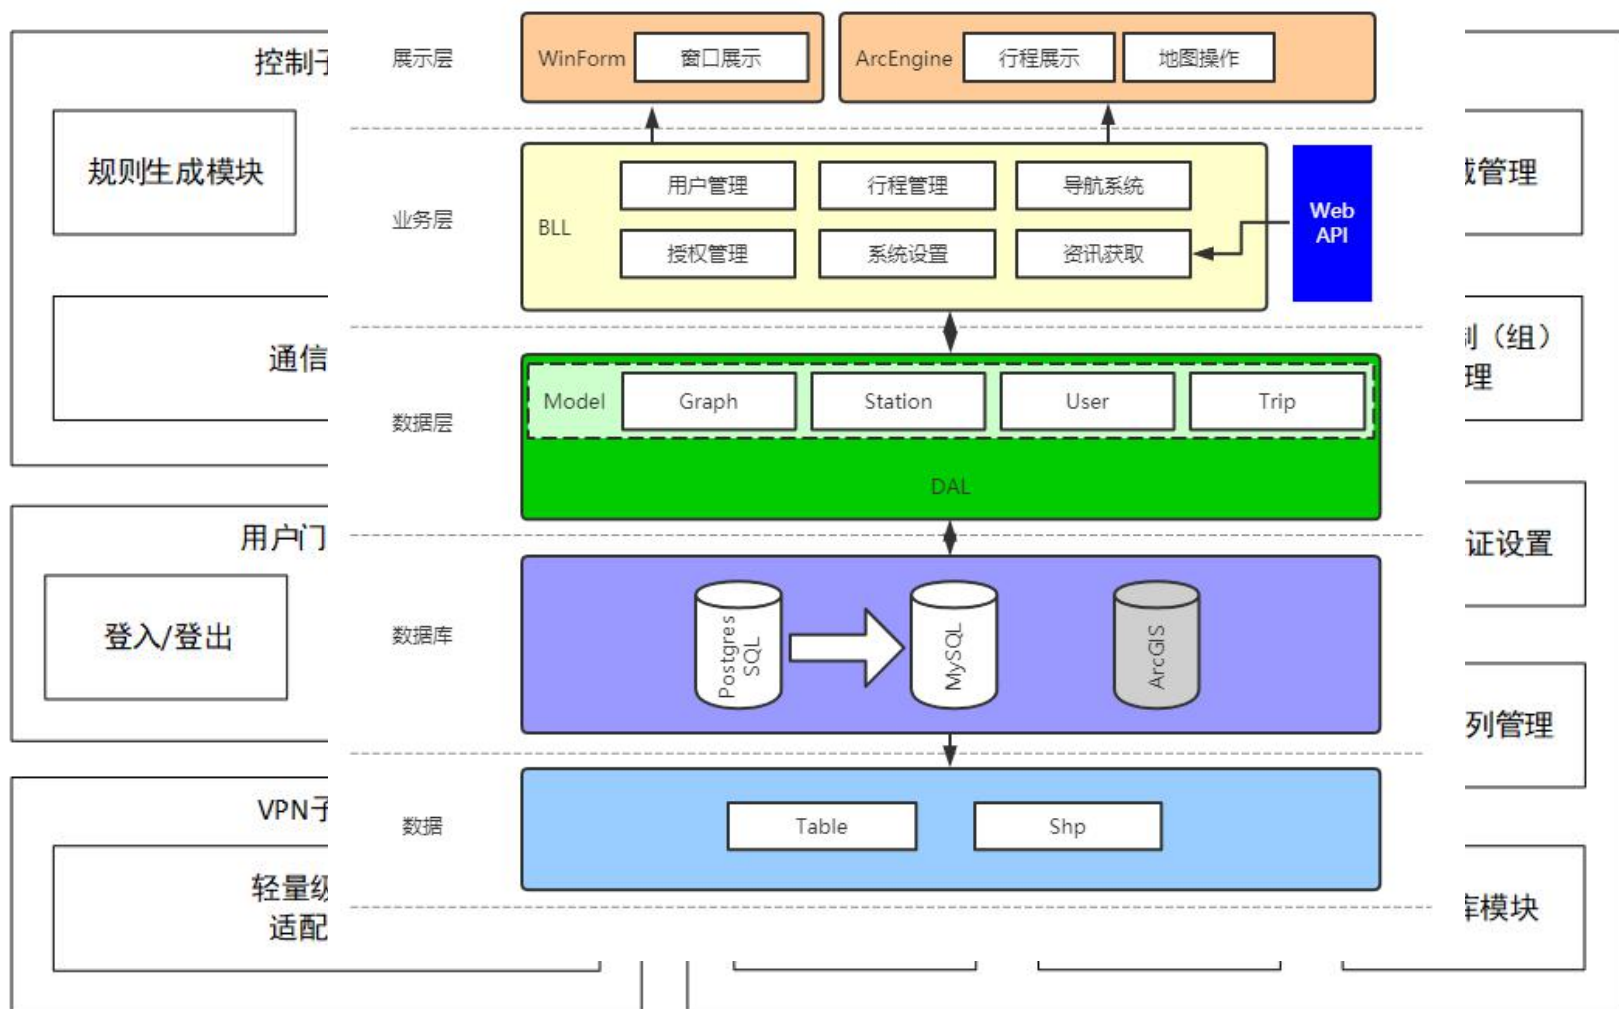 控制
规则生成模块
通信
用户门
登入/登出
VPN
轻量级
适配
展示层
WinForm
窗口展示
ArcEngine
行程展示
地图操作
业务层
BLL
用户管理
行程管理
导航系统
授权管理
系统设置
资讯获取
Web
API
数据层
Model
Graph
Station
User
Trip
DAL
数据库
Postgres
SQL
MySQL
ArcGIS
数据
Table
Shp
管理
（组）
理
证设置
列管理
模块